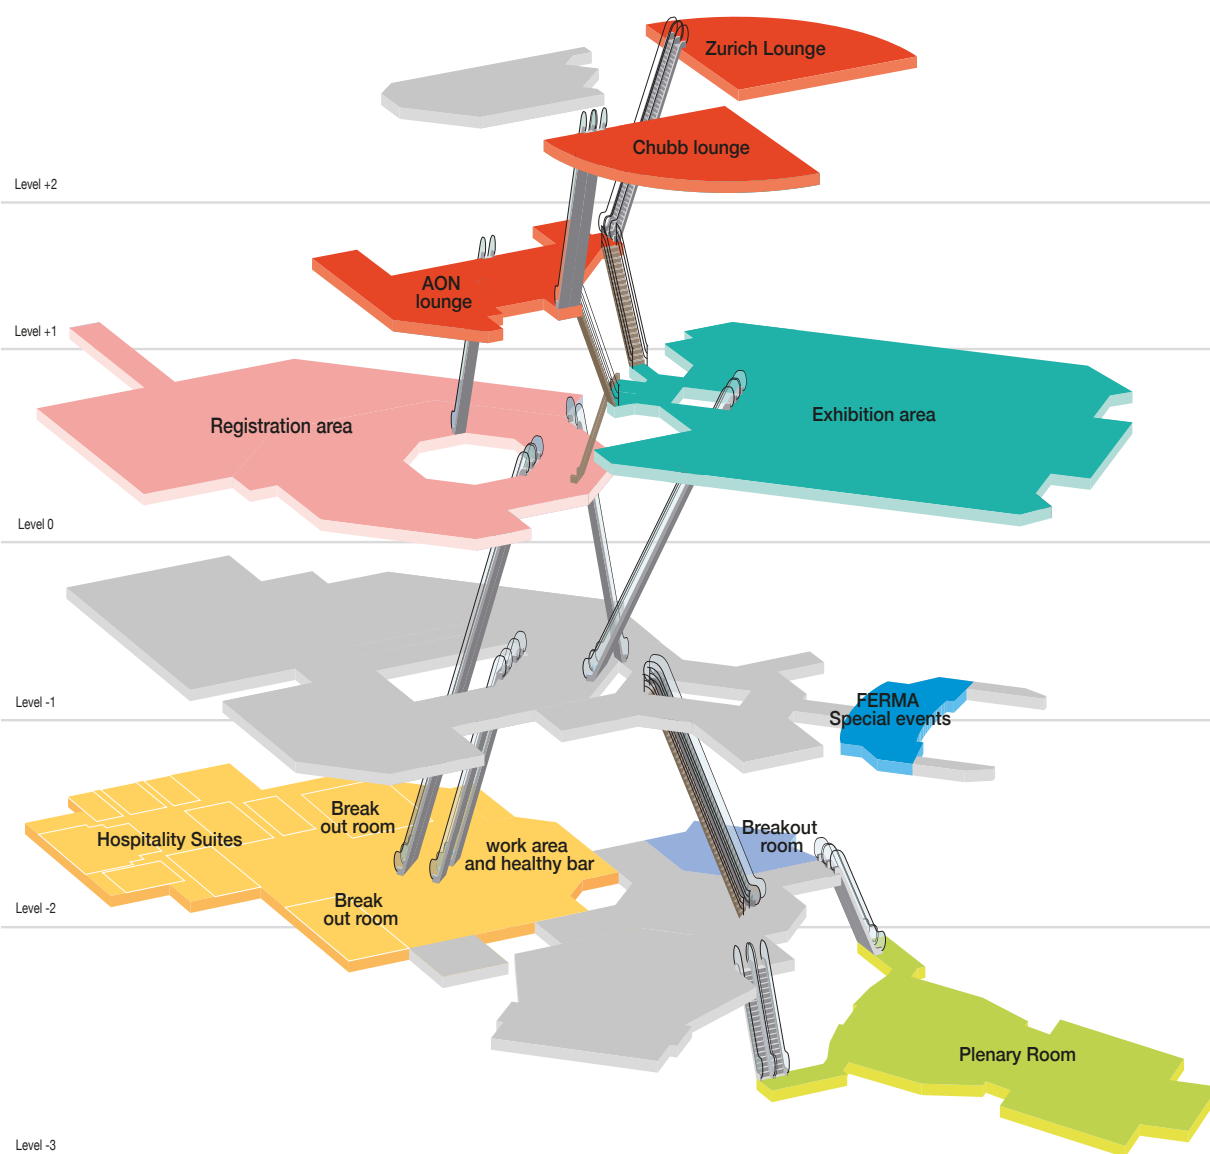 Zurich Lounge
Chubb lounge
Level +2
AON
lounge
Level +1
Registration area
Exhibition area
Level 0
Level -1
FERMA
Special events
Hospitality Suites
Break
out room
work area
and healthy bar
Breakout
room
Break
out room
Level -2
Plenary Room
Level -3